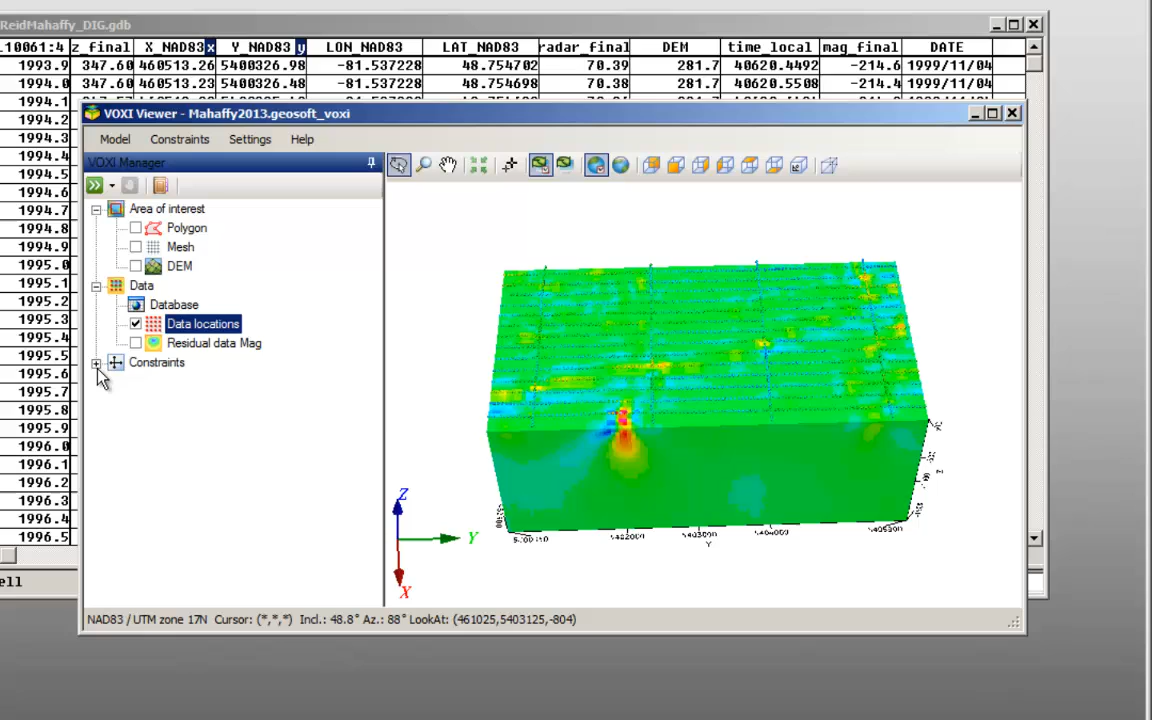 ReidMahaffy_DIG.gdb
L10061:4 z_final X_NAD83x Y_NAD83 y LON_NAD83 LAT_NAD83 radar_final DEM time_local mag_final DATE
1993.9 347.60 460513.26 5400326.98 -81.537228 48.754702 70.39 281.7 40620.4492 -214.6 1999/11/04
1994.0 347.60 460513.23 5400326.48 -81.537228 48.754698 70.38 281.7 40620.5508 -214.4 1999/11/04
1994.1
1994.2
1994.3
1994.4
1994.5
1994.6
1994.7
1994.8
1994.9
1995.0
1995.1
1995.2
1995.3
1995.4
1995.5
1995.6
1995.7
1995.8
1995.9
1996.0
1996.1
1996.2
1996.3
1996.4
1996.5
ell
VOXI Viewer - Mahaffy2013.geosoft_voxi
Model Constraints Settings Help
VOXI Manager
Area of interest
Polygon
Mesh
DEM
Data
Database
Data locations
Residual data Mag
Constraints
Z
Y
X
5404000
Y
NAD83 / UTM zone 17N Cursor: (*,*,*) Incl.: 48.8° Az.: 88° LookAt: (461025,5403125,-804)